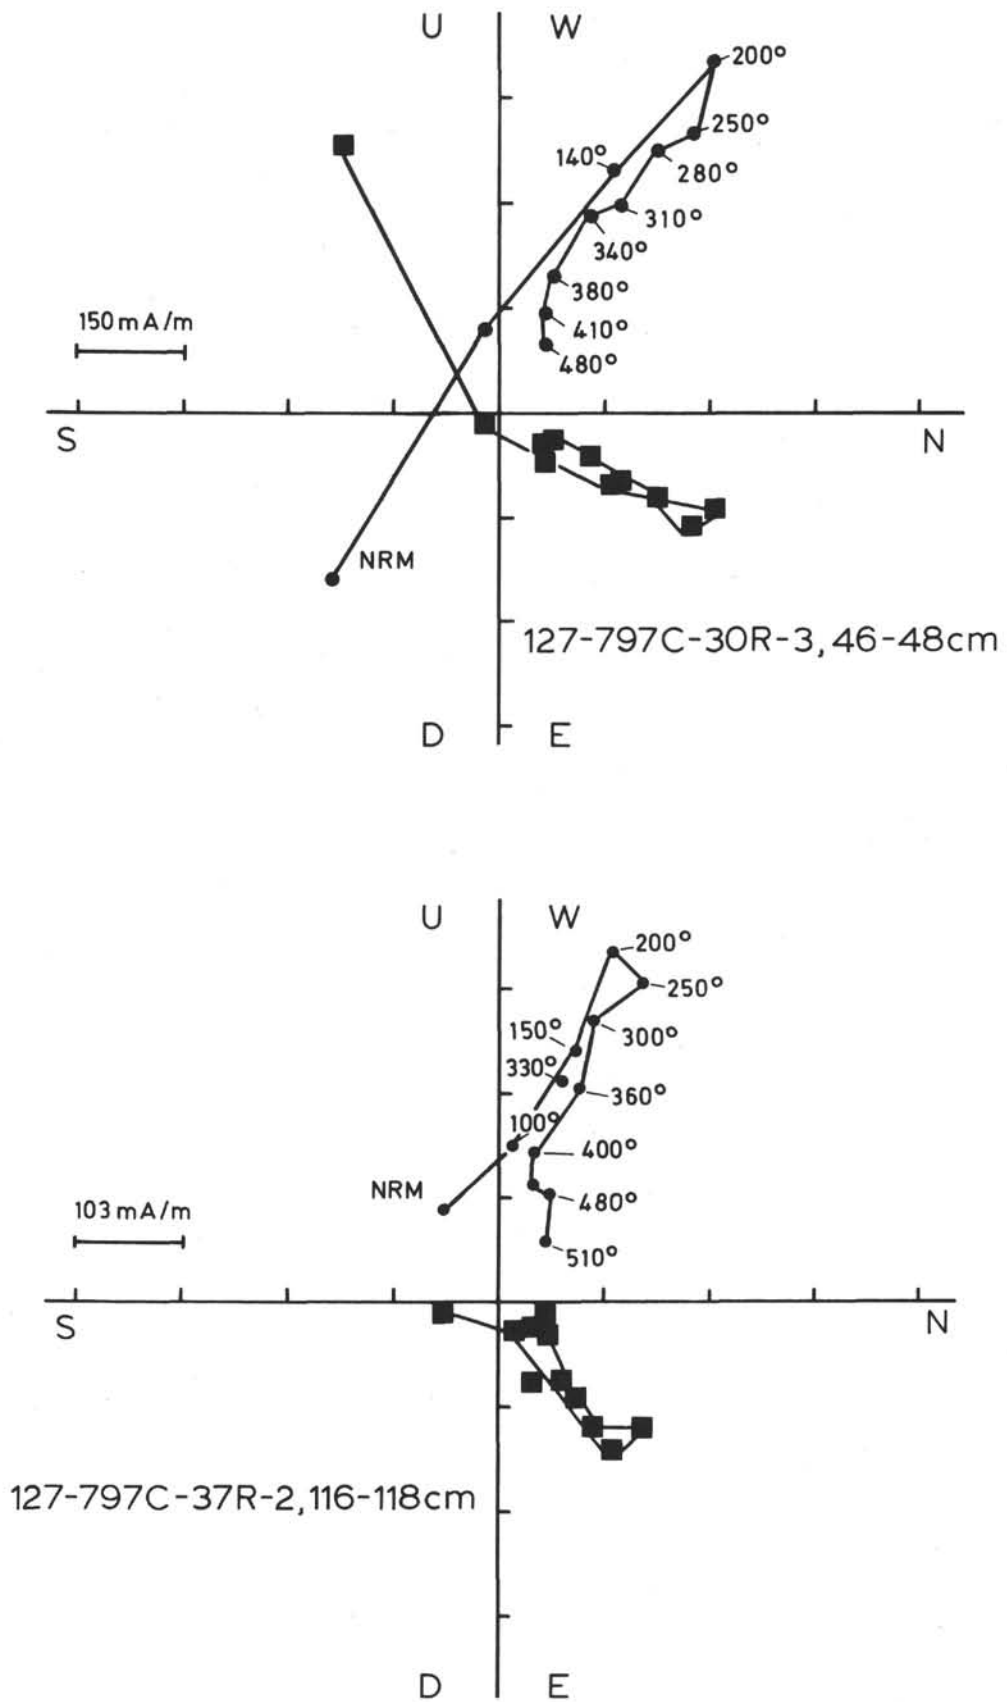 U W
200°
250°
140°
280°
310°
340°
380°
150 mA/m
410°
480°
S N
NRM
127-797C-30R-3, 46-48cm
D E
U W
200°
250°
150°
300°
330°
360°
100°
400°
NRM
480°
103 mA/m
510°
S N
127-797C-37R-2, 116-118cm
D E